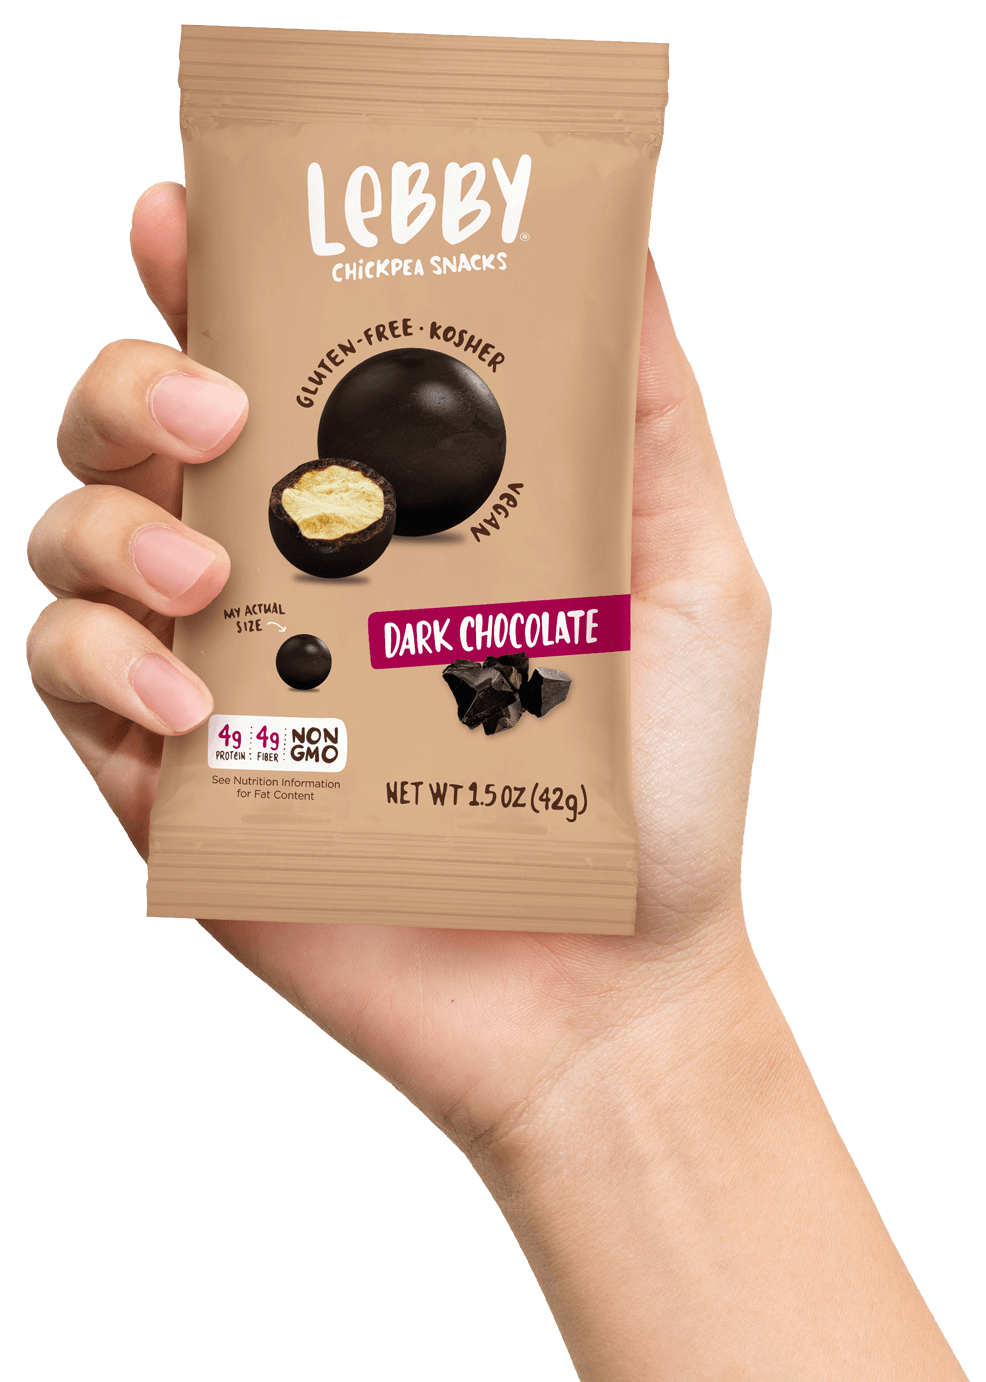 LeBBY®
CHiCKPEA SNACKS
GLUTEN-FREE · KOSHER
VeGAN
MY ACTUAL
SIZE
DARK CHOCOLATE
4g PROTeiN 4g FIBER NON GMO
See Nutrition Information
for Fat Content
NET WT 1.5 OZ (42g)